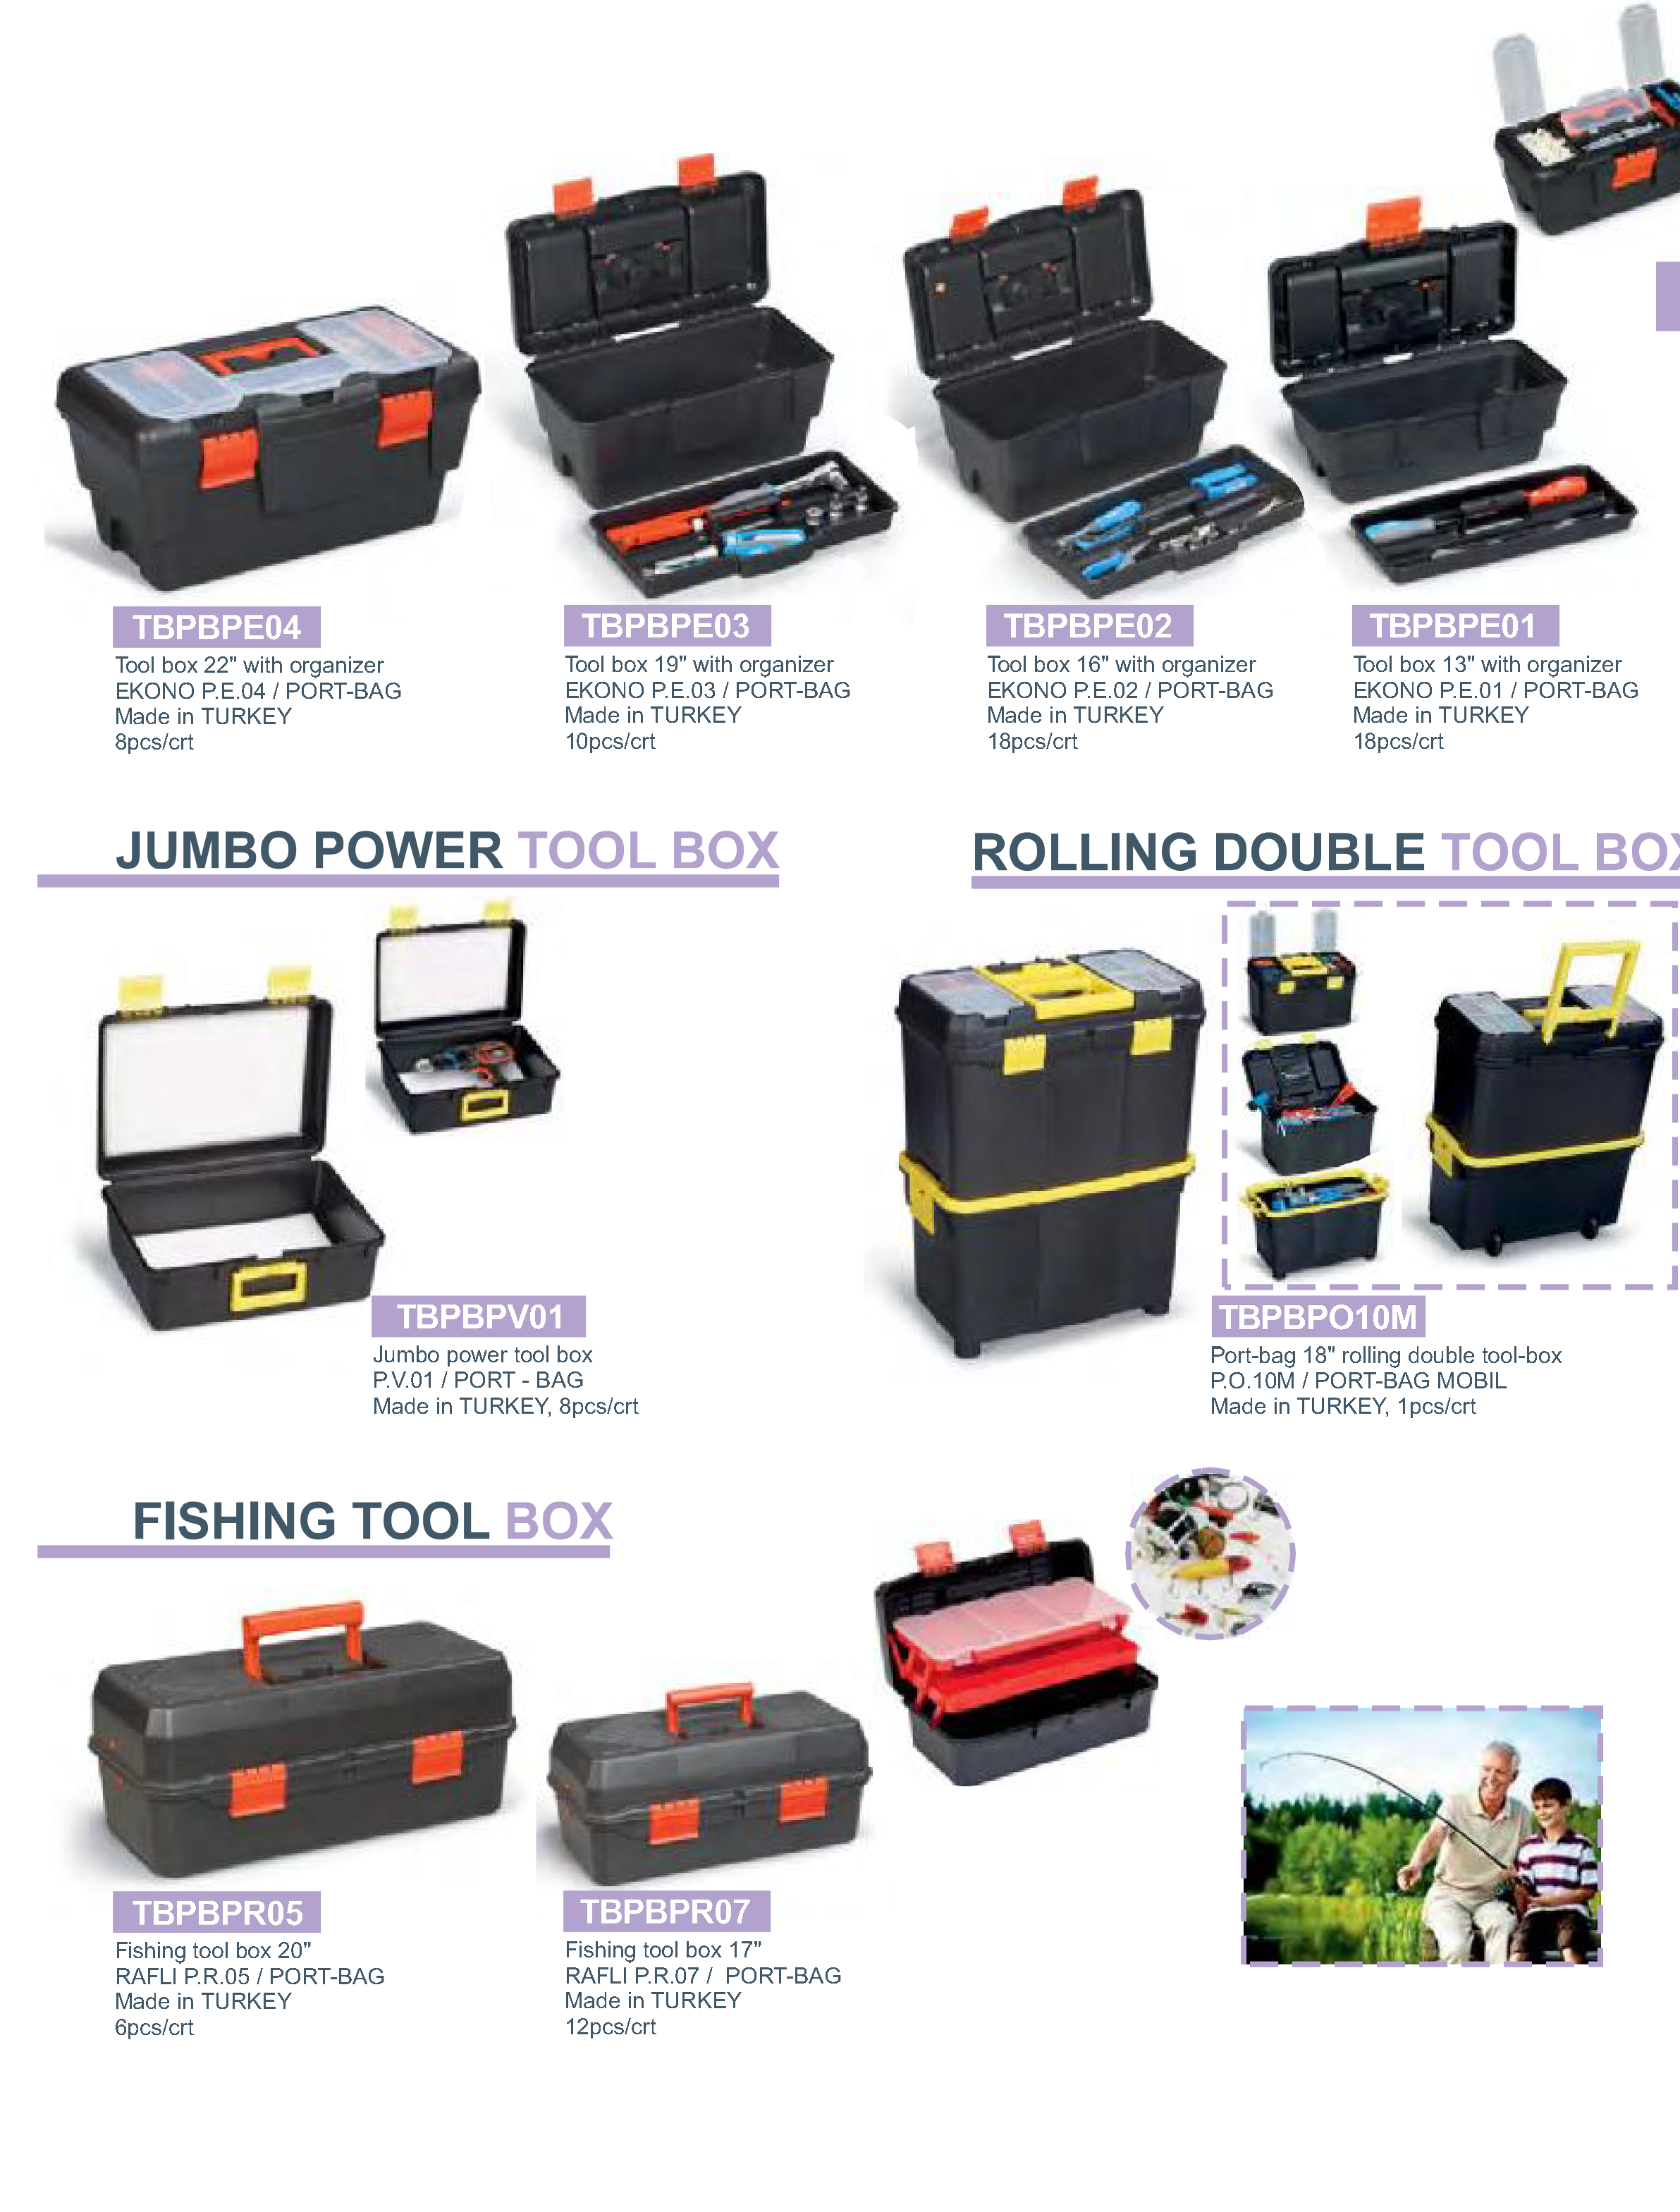 TBPBPE04
Tool box 22" with organizer
EKONO P.E.04 / PORT-BAG
Made in TURKEY
8pcs/crt
TBPBPE03
Tool box 19" with organizer
EKONO P.E.03 / PORT-BAG
Made in TURKEY
10pcs/crt
TBPBPE02
Tool box 16" with organizer
EKONO P.E.02 / PORT-BAG
Made in TURKEY
18pcs/crt
TBPBPE01
Tool box 13" with organizer
EKONO P.E.01 / PORT-BAG
Made in TURKEY
18pcs/crt
JUMBO POWER TOOL BOX
TBPBPV01
Jumbo power tool box
P.V.01 / PORT - BAG
Made in TURKEY, 8pcs/crt
ROLLING DOUBLE TOOL BOX
TBPBPO10M
Port-bag 18" rolling double tool-box
P.O.10M / PORT-BAG MOBIL
Made in TURKEY, 1pcs/crt
FISHING TOOL BOX
TBPBPR05
Fishing tool box 20"
RAFLI P.R.05 / PORT-BAG
Made in TURKEY
6pcs/crt
TBPBPR07
Fishing tool box 17"
RAFLI P.R.07 /  PORT-BAG
Made in TURKEY
12pcs/crt